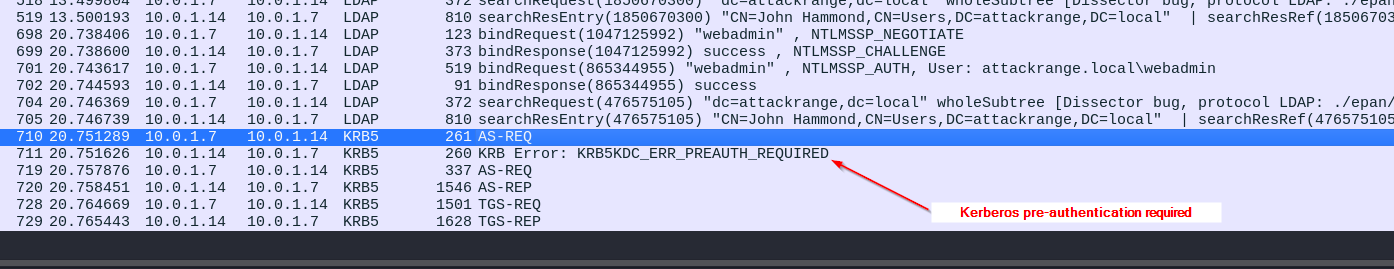 518 13.499804 10.0.1.7 10.0.1.14 LDAP 372 searchRequest(1850670300) "dc=attackrange,dc=local" wholeSubtree [Dissector bug, protocol LDAP: ./epan/
519 13.500193 10.0.1.14 10.0.1.7 LDAP 810 searchResEntry(1850670300) "CN=John Hammond,CN=Users,DC=attackrange,DC=local" | searchResRef(18506703
698 20.738406 10.0.1.7 10.0.1.14 LDAP 123 bindRequest(1047125992) "webadmin" , NTLMSSP_NEGOTIATE
699 20.738600 10.0.1.14 10.0.1.7 LDAP 373 bindResponse(1047125992) success , NTLMSSP_CHALLENGE
701 20.743617 10.0.1.7 10.0.1.14 LDAP 519 bindRequest(865344955) "webadmin" , NTLMSSP_AUTH, User: attackrange.local\webadmin
702 20.744593 10.0.1.14 10.0.1.7 LDAP 91 bindResponse(865344955) success
704 20.746369 10.0.1.7 10.0.1.14 LDAP 372 searchRequest(476575105) "dc=attackrange,dc=local" wholeSubtree [Dissector bug, protocol LDAP: ./epan/
705 20.746739 10.0.1.14 10.0.1.7 LDAP 810 searchResEntry(476575105) "CN=John Hammond,CN=Users,DC=attackrange,DC=local" | searchResRef(476575105
710 20.751289 10.0.1.7 10.0.1.14 KRB5 261 AS-REQ
711 20.751626 10.0.1.14 10.0.1.7 KRB5 260 KRB Error: KRB5KDC_ERR_PREAUTH_REQUIRED
719 20.757876 10.0.1.7 10.0.1.14 KRB5 337 AS-REQ
720 20.758451 10.0.1.14 10.0.1.7 KRB5 1546 AS-REP
728 20.764669 10.0.1.7 10.0.1.14 KRB5 1501 TGS-REQ
Kerberos pre-authentication required
729 20.765443 10.0.1.14 10.0.1.7 KRB5 1628 TGS-REP